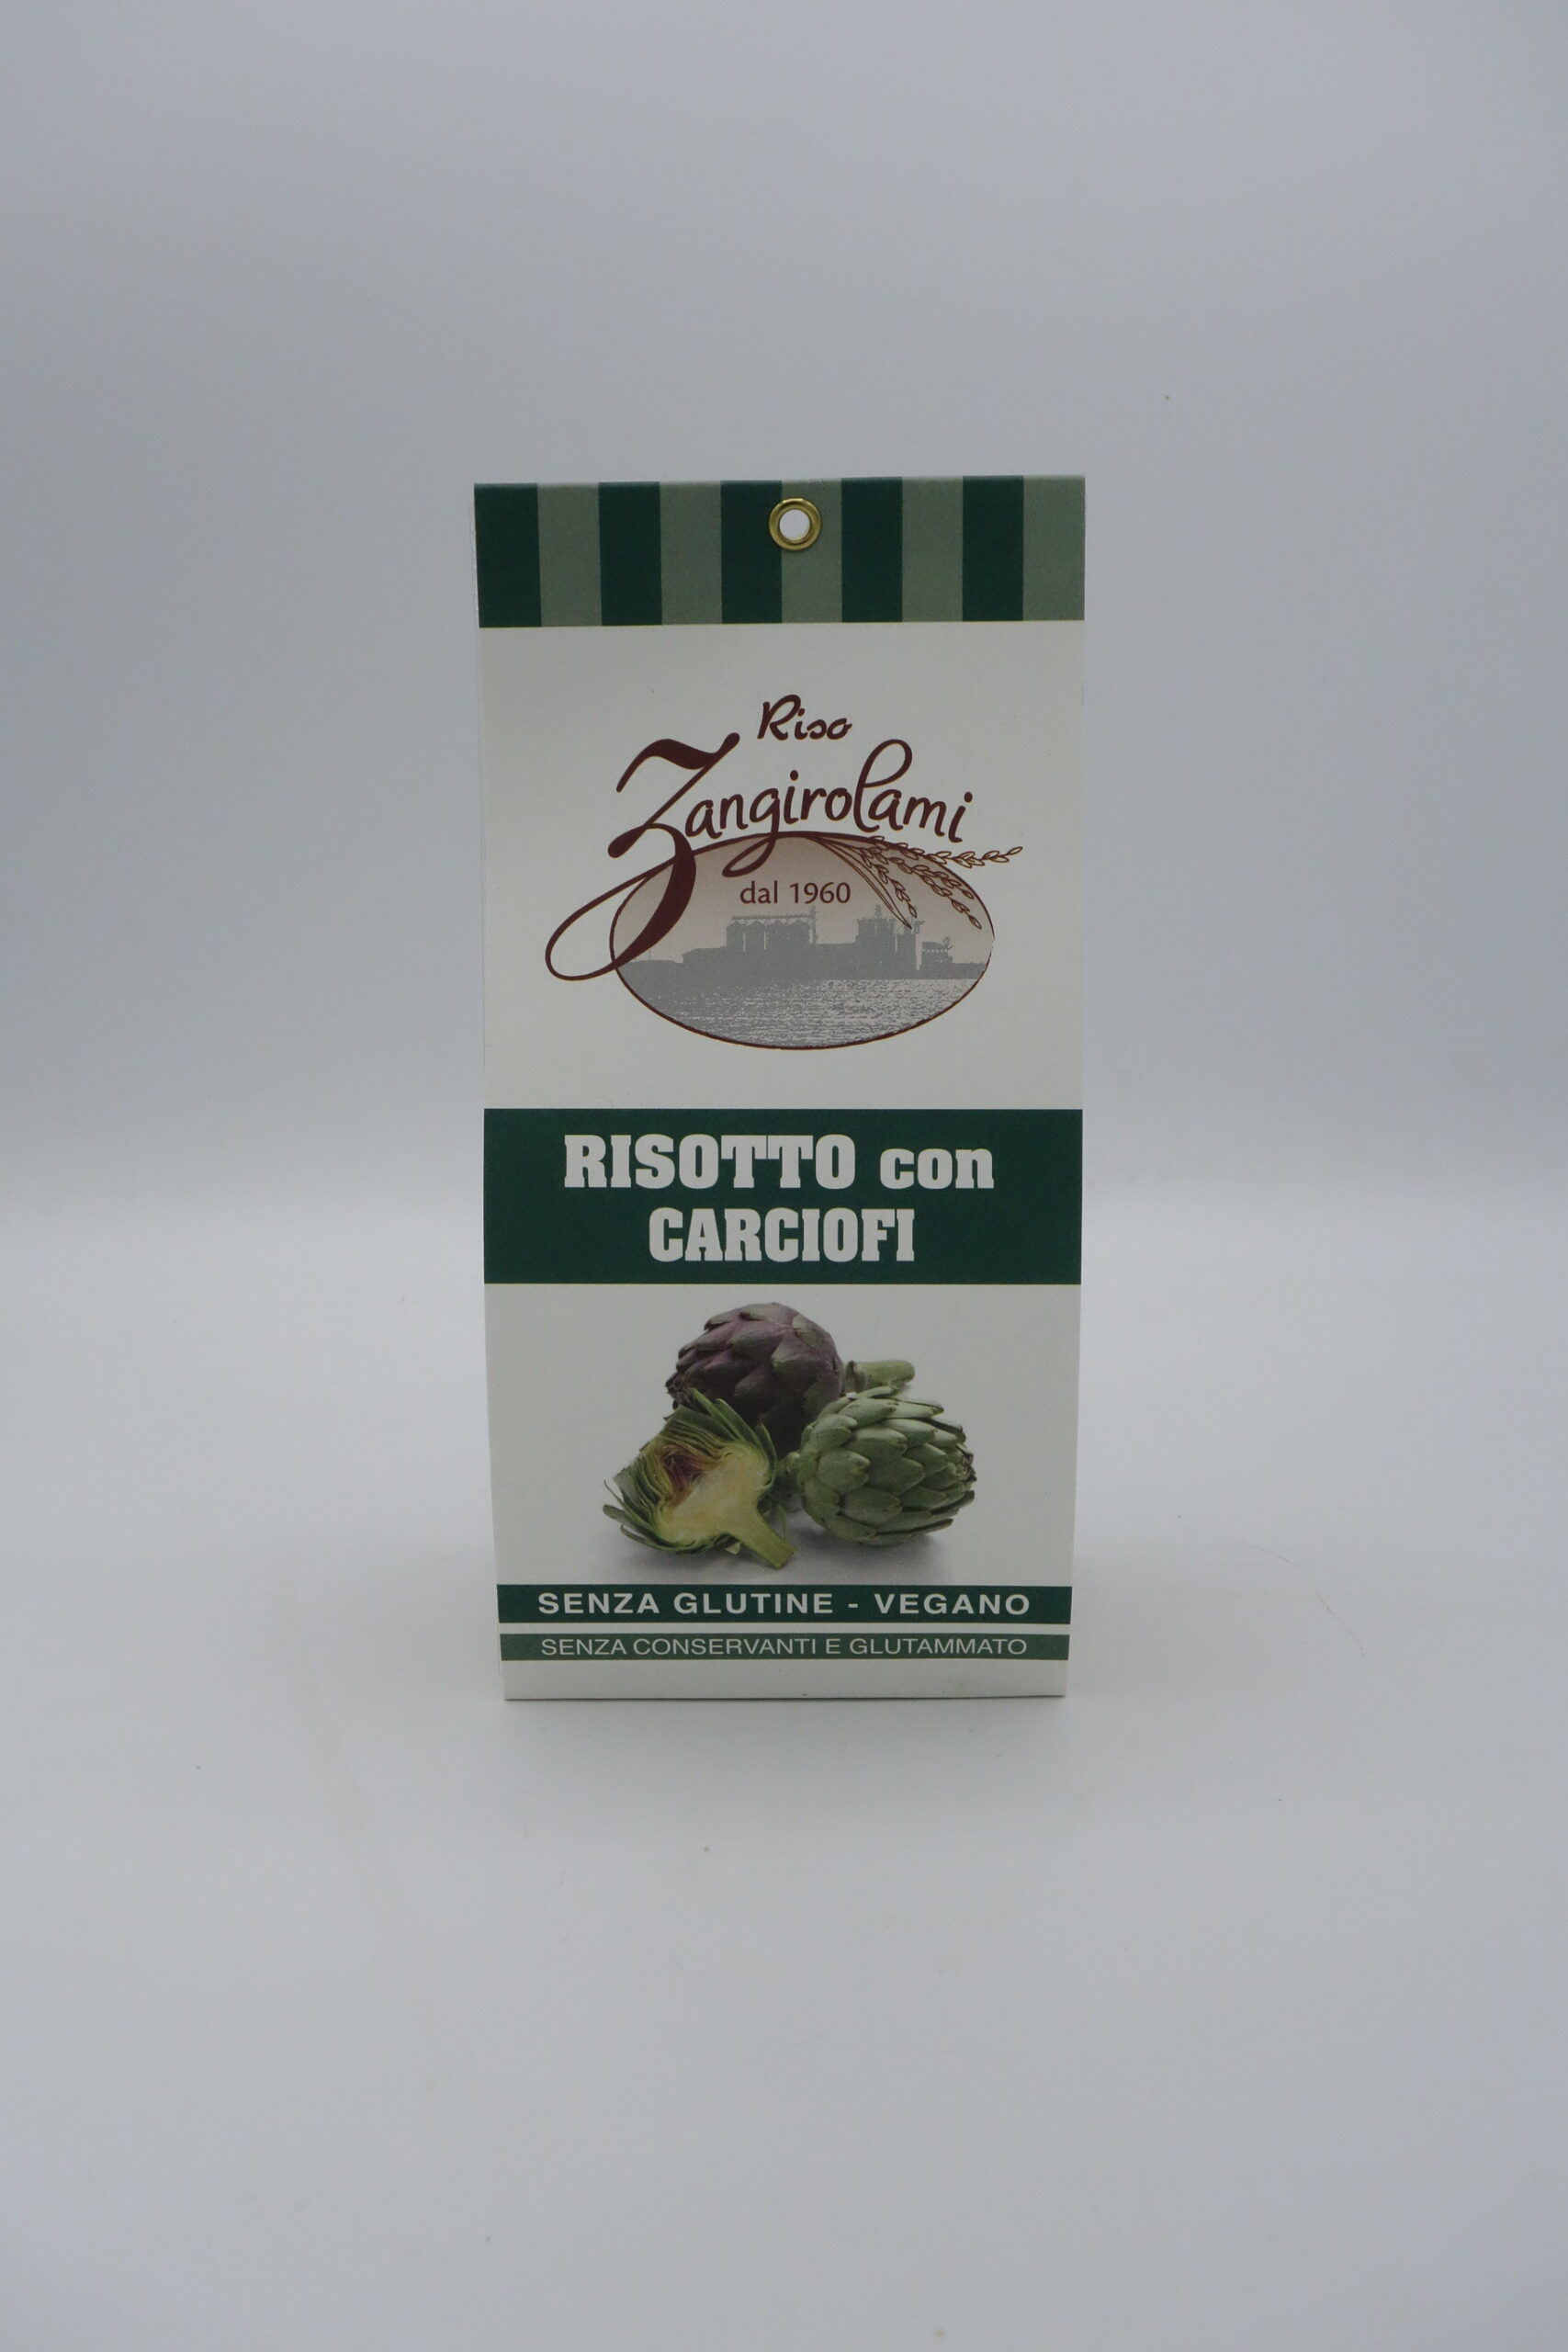 Riso
Zangirolami
dal 1960
RISOTTO con
CARCIOFI
SENZA GLUTINE - VEGANO
SENZA CONSERVANTI E GLUTAMMATO